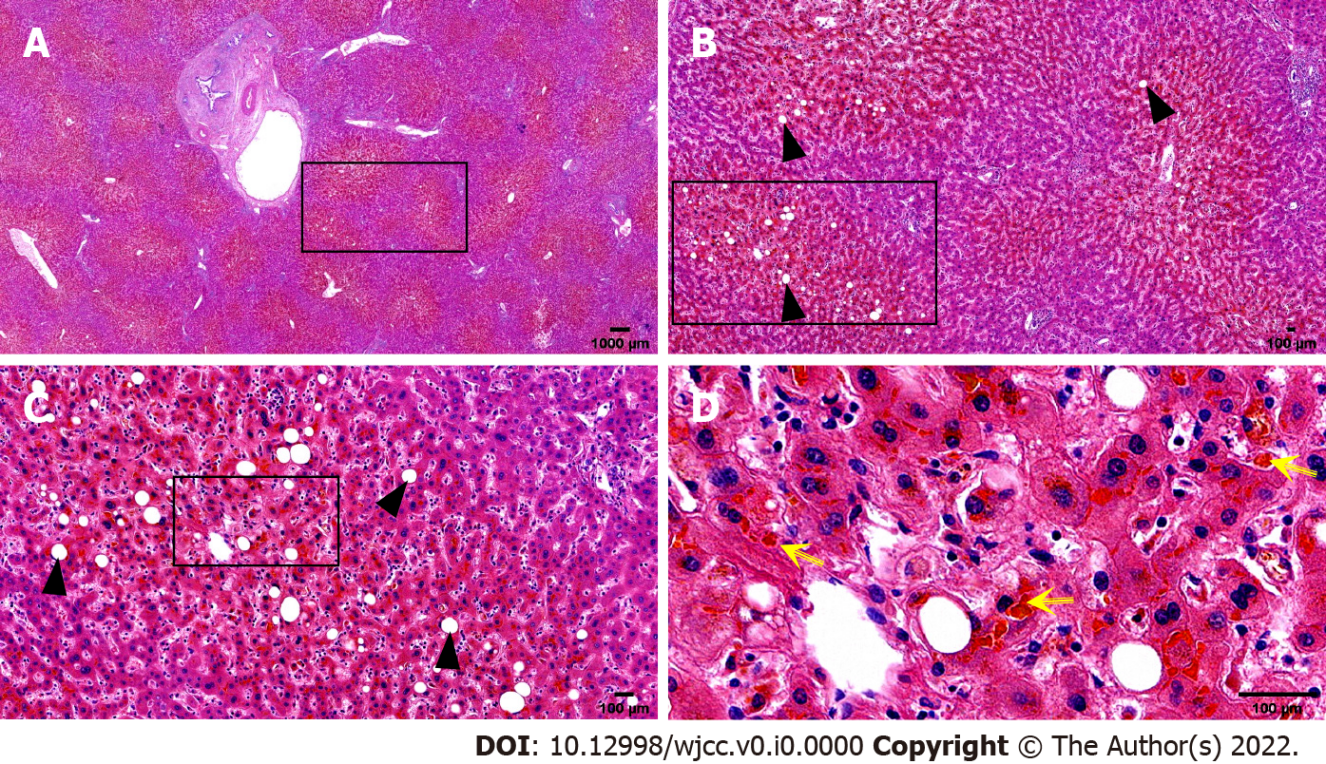 A
B
1000 µm
100 µm
C
D
100 µm
100 µm
DOI: 10.12998/wjcc.v0.i0.0000 Copyright © The Author(s) 2022.